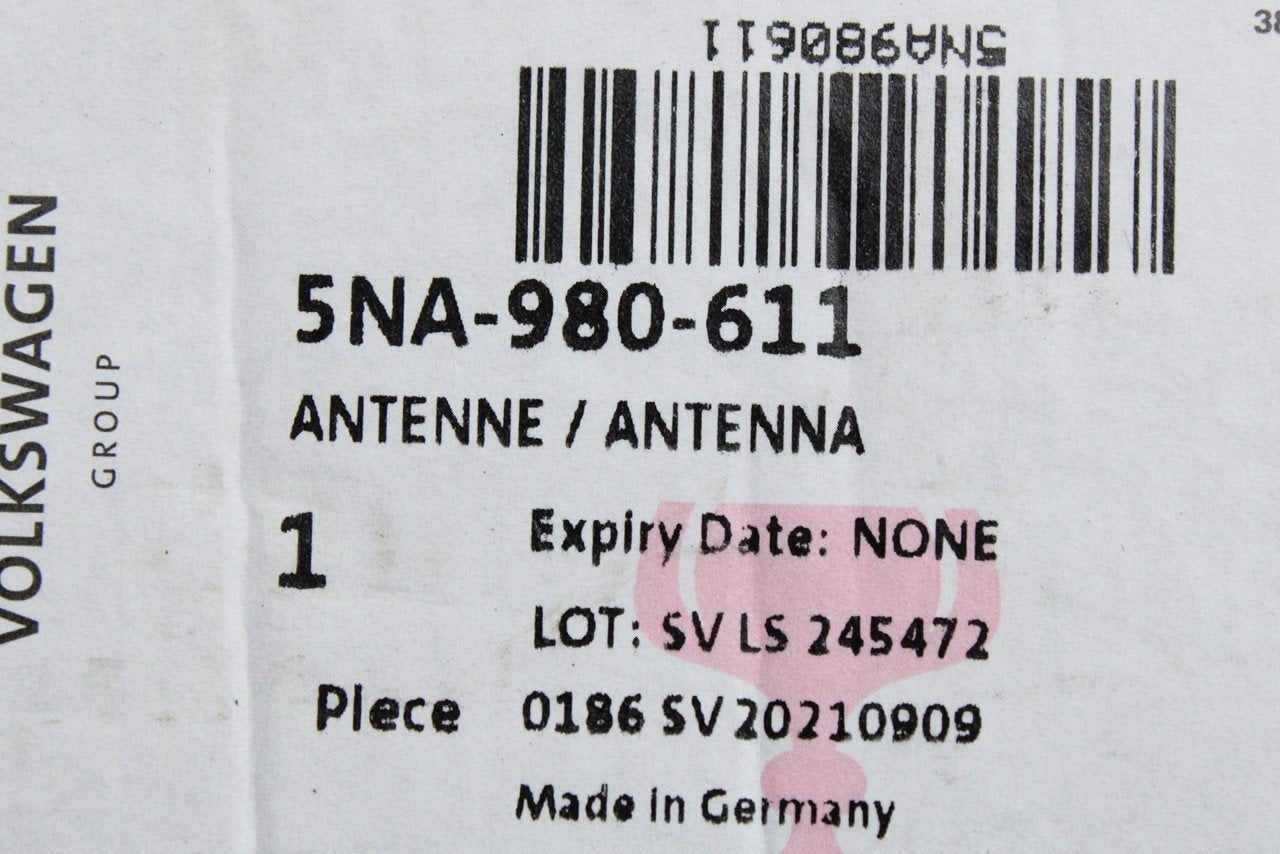 5NA980611
38
5NA-980-611
ANTENNE / ANTENNA
1
Expiry Date: NONE
LOT: SV LS 245472
Piece
0186 SV 20210909
Made in Germany
VOLKSWAGEN
GROUP